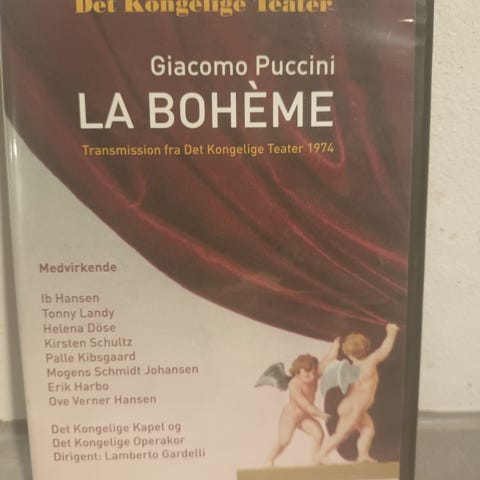 Det Kongelige Teater
Giacomo Puccini
LA BOHÈME
Transmission fra Det Kongelige Teater 1974
Medvirkende
Ib Hansen
Tonny Landy
Helena Döse
Kirsten Schultz
Palle Kibsgaard
Mogens Schmidt Johansen
Erik Harbo
Ove Verner Hansen
Det Kongelige Kapel og
Det Kongelige Operakor
Dirigent: Lamberto Gardelli